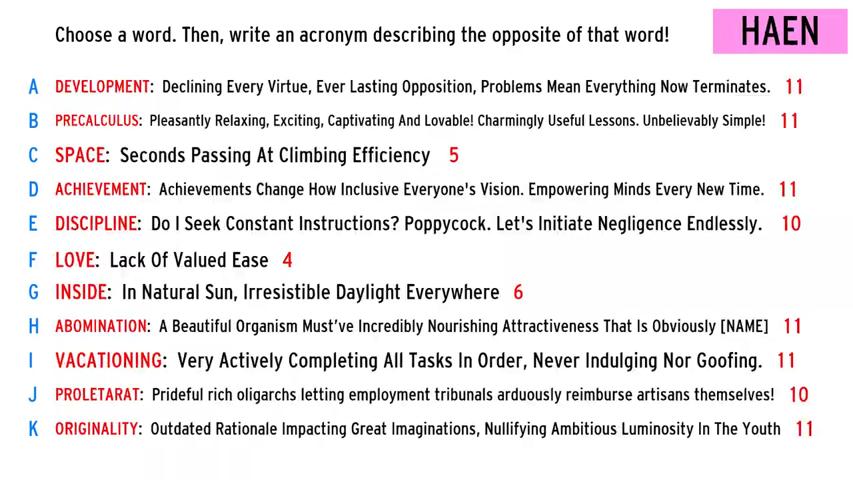 Choose a word. Then, write an acronym describing the opposite of that word!
HAEN
A DEVELOPMENT: Declining Every Virtue, Ever Lasting Opposition, Problems Mean Everything Now Terminates. 11
B PRECALCULUS: Pleasantly Relaxing, Exciting, Captivating And Lovable! Charmingly Useful Lessons. Unbelievably Simple! 11
C SPACE: Seconds Passing At Climbing Efficiency 5
D ACHIEVEMENT: Achievements Change How Inclusive Everyone's Vision. Empowering Minds Every New Time. 11
E DISCIPLINE: Do I Seek Constant Instructions? Poppycock. Let's Initiate Negligence Endlessly. 10
F LOVE: Lack Of Valued Ease 4
G INSIDE: In Natural Sun, Irresistible Daylight Everywhere 6
H ABOMINATION: A Beautiful Organism Must've Incredibly Nourishing Attractiveness That Is Obviously [NAME] 11
I VACATIONING: Very Actively Completing All Tasks In Order, Never Indulging Nor Goofing. 11
J PROLETARAT: Prideful rich oligarchs letting employment tribunals arduously reimburse artisans themselves! 10
K ORIGINALITY: Outdated Rationale Impacting Great Imaginations, Nullifying Ambitious Luminosity In The Youth 11